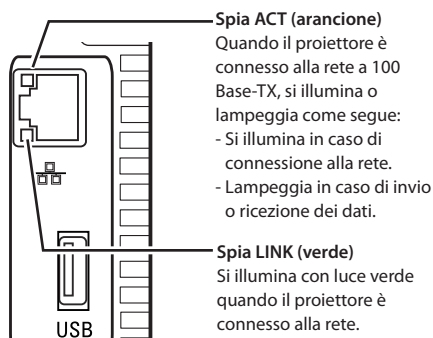 Spia ACT (arancione)
Quando il proiettore è
connesso alla rete a 100
Base-TX, si illumina o
lampeggia come segue:
- Si illumina in caso di
connessione alla rete.
- Lampeggia in caso di invio
o ricezione dei dati.
Spia LINK (verde)
Si illumina con luce verde
quando il proiettore è
connesso alla rete.
USB